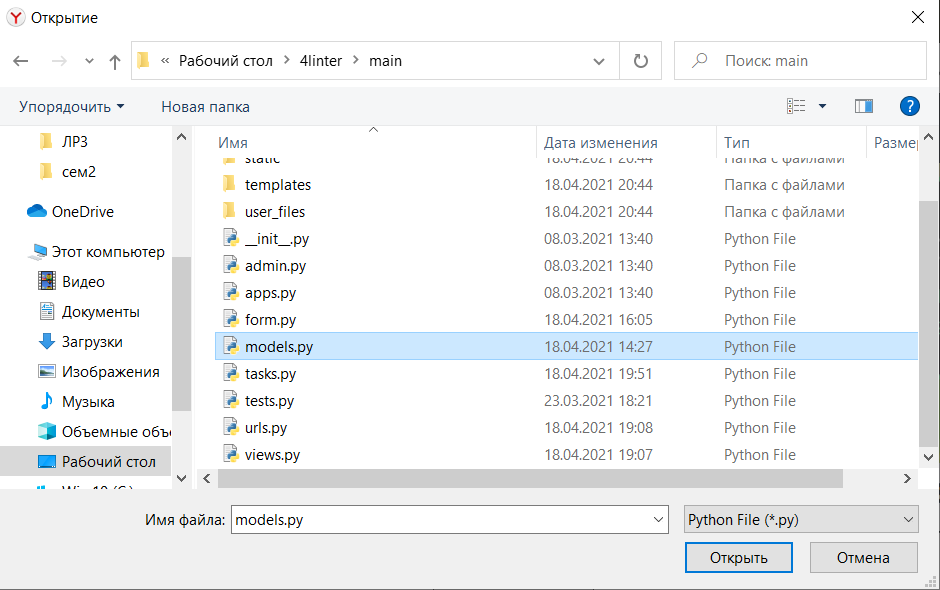 Открытие
« Рабочий стол > 4linter > main
Поиск: main
Упорядочить
Новая папка
?
ЛР3
сем2
OneDrive
Этот компьютер
Видео
Документы
Загрузки
Изображения
Музыка
Объемные объ
Рабочий стол
Win10 (C:)
Имя Дата изменения Тип Размер
static 18.04.2021 20:44 Папка с файлами
templates 18.04.2021 20:44 Папка с файлами
user_files 18.04.2021 20:44 Папка с файлами
__init__.py 08.03.2021 13:40 Python File
admin.py 08.03.2021 13:40 Python File
apps.py 08.03.2021 13:40 Python File
form.py 18.04.2021 16:05 Python File
models.py 18.04.2021 14:27 Python File
tasks.py 18.04.2021 19:51 Python File
tests.py 23.03.2021 18:21 Python File
urls.py 18.04.2021 19:08 Python File
views.py 18.04.2021 19:07 Python File
Имя файла: models.py Python File (*.py)
Открыть Отмена